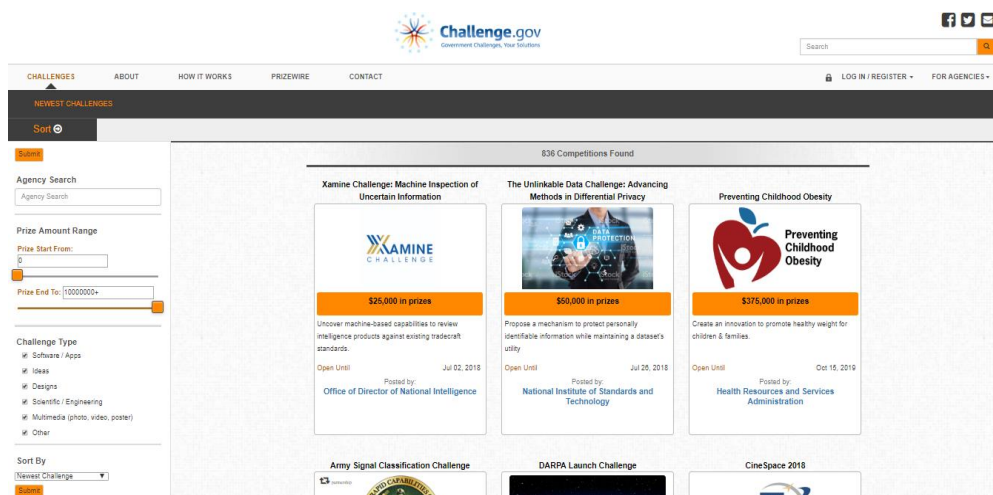 Challenge.gov
Government Challenges, Your Solutions
Search
CHALLENGES ABOUT HOW IT WORKS PRIZEWIRE CONTACT LOG IN / REGISTER FOR AGENCIES
NEWEST CHALLENGES
Sort
Submit
Agency Search
Agency Search
Prize Amount Range
Prize Start From:
0
Prize End To: 10000000+
Challenge Type
Software / Apps
Ideas
Designs
Scientific / Engineering
Multimedia (photo, video, poster)
Other
Sort By
Newest Challenge
Submit
836 Competitions Found
Xamine Challenge: Machine Inspection of
Uncertain Information
XAMINE
CHALLENGE
$25,000 in prizes
Uncover machine-based capabilities to review
intelligence products against existing tradecraft
standards.
Open Until Jul 02, 2018
Posted by:
Office of Director of National Intelligence
The Unlinkable Data Challenge: Advancing
Methods in Differential Privacy
DATA
PROTECTION
$50,000 in prizes
Propose a mechanism to protect personally
identifiable information while maintaining a dataset's
utility
Open Until Jul 26, 2018
Posted by:
National Institute of Standards and
Technology
Preventing Childhood Obesity
Preventing
Childhood
Obesity
$375,000 in prizes
Create an innovation to promote healthy weight for
children & families.
Open Until Oct 16, 2019
Posted by:
Health Resources and Services
Administration
Army Signal Classification Challenge
RAPID CAPABILITIES
DARPA Launch Challenge
CineSpace 2018